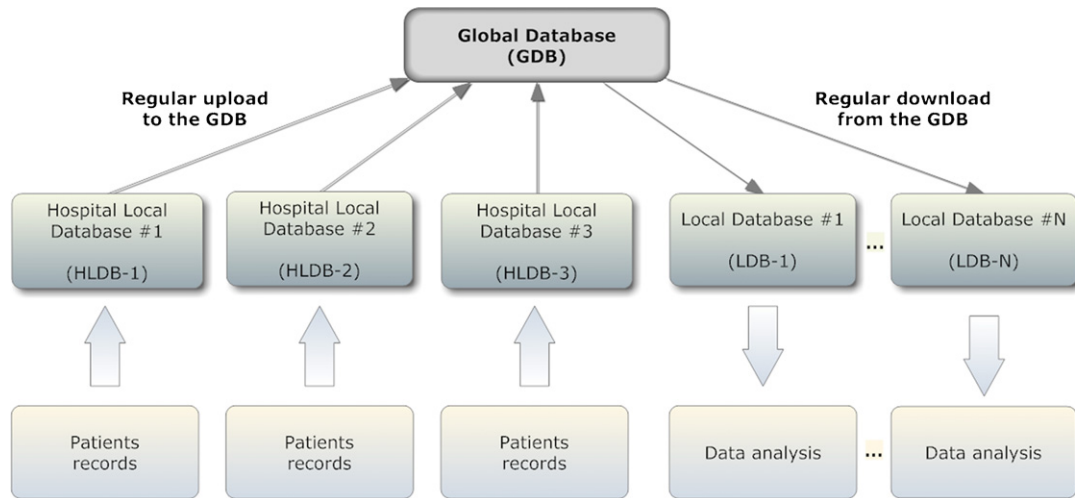 Global Database
(GDB)
Regular upload
to the GDB
Regular download
from the GDB
Hospital Local
Database #1
(HLDB-1)
Hospital Local
Database #2
(HLDB-2)
Hospital Local
Database #3
(HLDB-3)
Local Database #1
(LDB-1)
...
Local Database #N
(LDB-N)
Patients
records
Patients
records
Patients
records
Data analysis
...
Data analysis